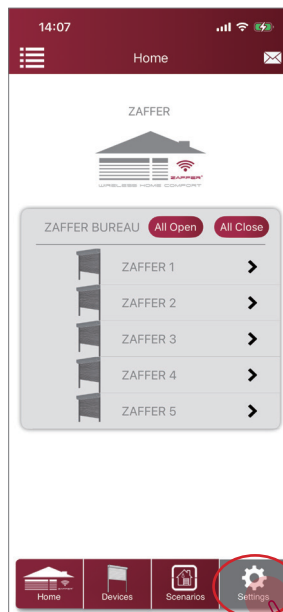 14:07
Home
ZAFFER
ZAFFER
WIRELESS HOME COMFORT
ZAFFER BUREAU All Open All Close
ZAFFER 1
ZAFFER 2
ZAFFER 3
ZAFFER 4
ZAFFER 5
Home Devices Scenarios Settings